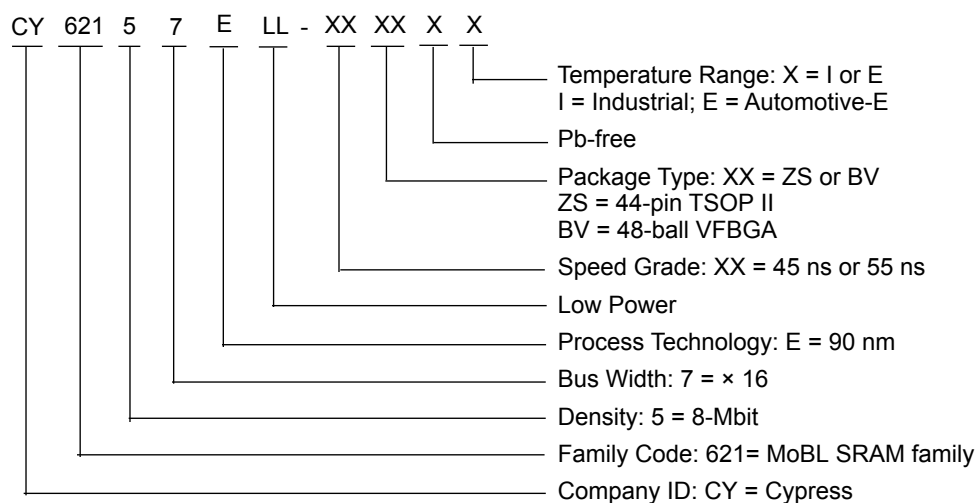 CY 621 5 7 E LL - XX XX X X
Temperature Range: X = I or E
I = Industrial; E = Automotive-E
Pb-free
Package Type: XX = ZS or BV
ZS = 44-pin TSOP II
BV = 48-ball VFBGA
Speed Grade: XX = 45 ns or 55 ns
Low Power
Process Technology: E = 90 nm
Bus Width: 7 = × 16
Density: 5 = 8-Mbit
Family Code: 621= MoBL SRAM family
Company ID: CY = Cypress